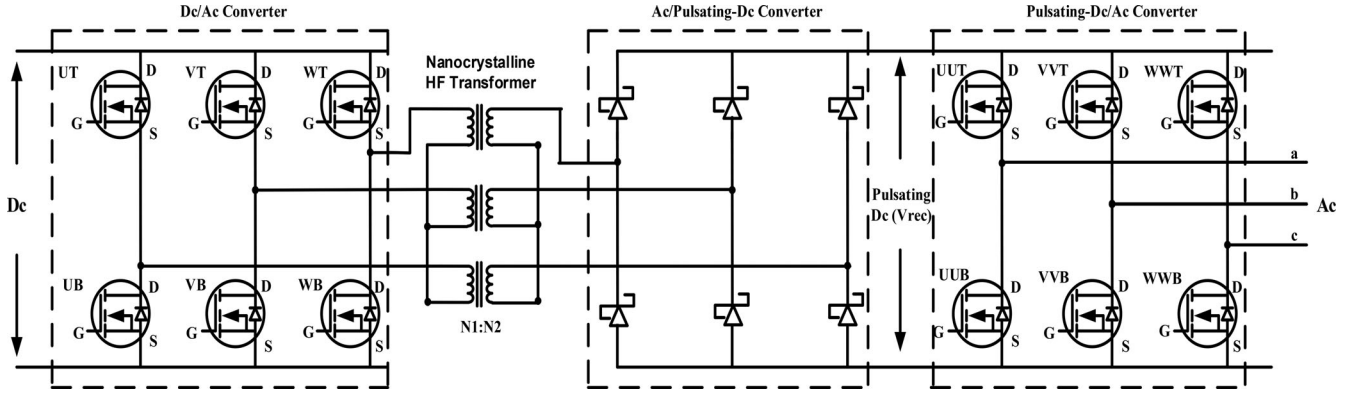 Dc/Ac Converter
Ac/Pulsating-Dc Converter
Pulsating-Dc/Ac Converter
Nanocrystalline
HF Transformer
UT
D
G
S
VT
D
G
S
WT
D
G
S
UUT
D
G
S
VVT
D
G
S
WWT
D
G
S
Dc
Pulsating
Dc (Vrec)
a
b
c
Ac
UB
D
G
S
VB
D
G
S
WB
D
G
S
N1:N2
UUB
D
G
S
VVB
D
G
S
WWB
D
G
S